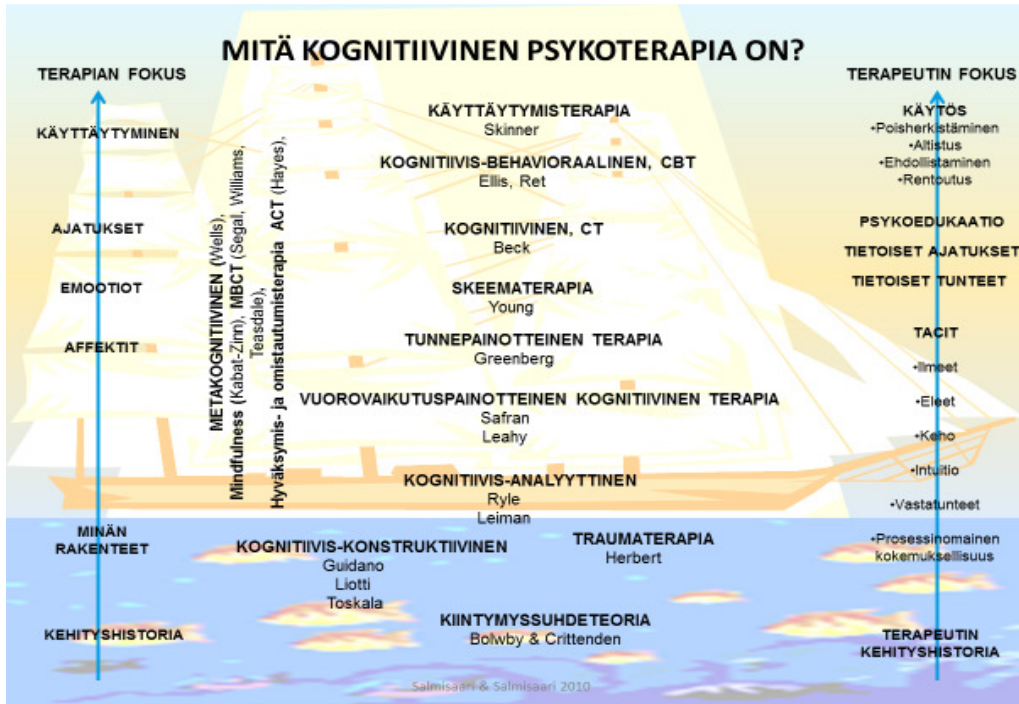 MITÄ KOGNITIIVINEN PSYKOTERAPIA ON?
TERAPIAN FOKUS
KÄYTTÄYTYMINEN
AJATUKSET
EMOOTIOT
AFFEKTIT
MINÄN
RAKENTEET
KEHITYSHISTORIA
METAKOGNITIIVINEN (Wells),
Mindfulness (Kabat-Zinn), MBCT (Segal, Williams,
Teasdale),
Hyväksymis- ja omistautumisterapia ACT (Hayes),
KÄYTTÄYTYMISTERAPIA
Skinner
KOGNITIIVIS-BEHAVIORAALINEN, CBT
Ellis, Ret
KOGNITIIVINEN, CT
Beck
SKEEMATERAPIA
Young
TUNNEPAINOTTEINEN TERAPIA
Greenberg
VUOROVAIKUTUSPAINOTTEINEN KOGNITIIVINEN TERAPIA
Safran
Leahy
KOGNITIIVIS-ANALYYTTINEN
Ryle
Leiman
KOGNITIIVIS-KONSTRUKTIIVINEN
Guidano
Liotti
Toskala
TRAUMATERAPIA
Herbert
KIINTYMYSSUHDETEORIA
Bolwby & Crittenden
TERAPEUTIN FOKUS
KÄYTÖS
•Poisherkistäminen
•Altistus
•Ehdollistaminen
•Rentoutus
PSYKOEDUKAATIO
TIETOISET AJATUKSET
TIETOISET TUNTEET
TACIT
•Ilmeet
•Eleet
•Keho
•Intuitio
•Vastatunteet
•Prosessinomainen
kokemuksellisuus
TERAPEUTIN
KEHITYSHISTORIA
Salmisaari & Salmisaari 2010